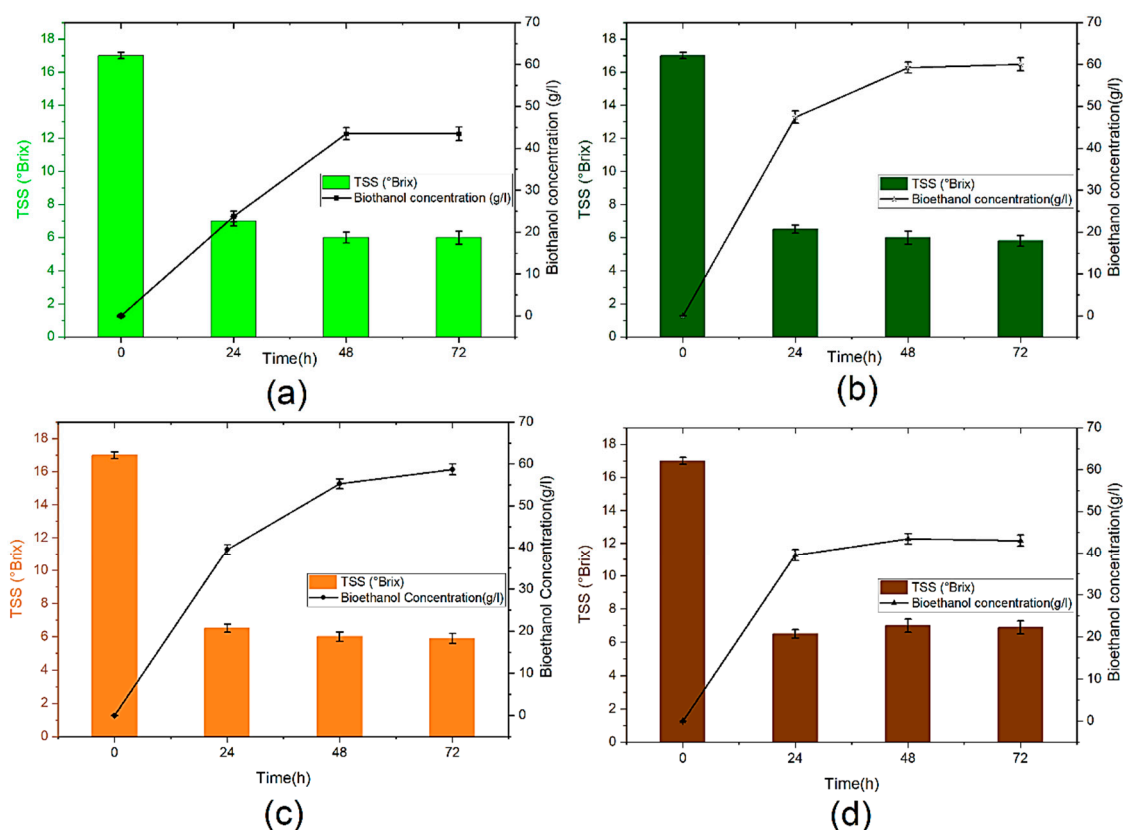 18
16
14
12
10
8
6
4
2
0
TSS (°Brix)
70
60
50
40
30
20
10
0
Biothanol concentration (g/l)
TSS (°Brix)
Biothanol concentration (g/l)
0 24 48 72
Time(h)
(a)
18
16
14
12
10
8
6
4
2
0
TSS (°Brix)
70
60
50
40
30
20
10
0
Bioethanol concentration(g/l)
TSS (°Brix)
Bioethanol concentration(g/l)
0 24 48 72
Time(h)
(b)
18
16
14
12
10
8
6
4
2
0
TSS (°Brix)
70
60
50
40
30
20
10
0
Bioethanol Concentration(g/l)
TSS (°Brix)
Bioethanol Concentration(g/l)
0 24 48 72
Time(h)
(c)
18
16
14
12
10
8
6
4
2
0
TSS (°Brix)
70
60
50
40
30
20
10
0
Bioethanol concentration(g/l)
TSS (°Brix)
Bioethanol concentration(g/l)
0 24 48 72
Time(h)
(d)